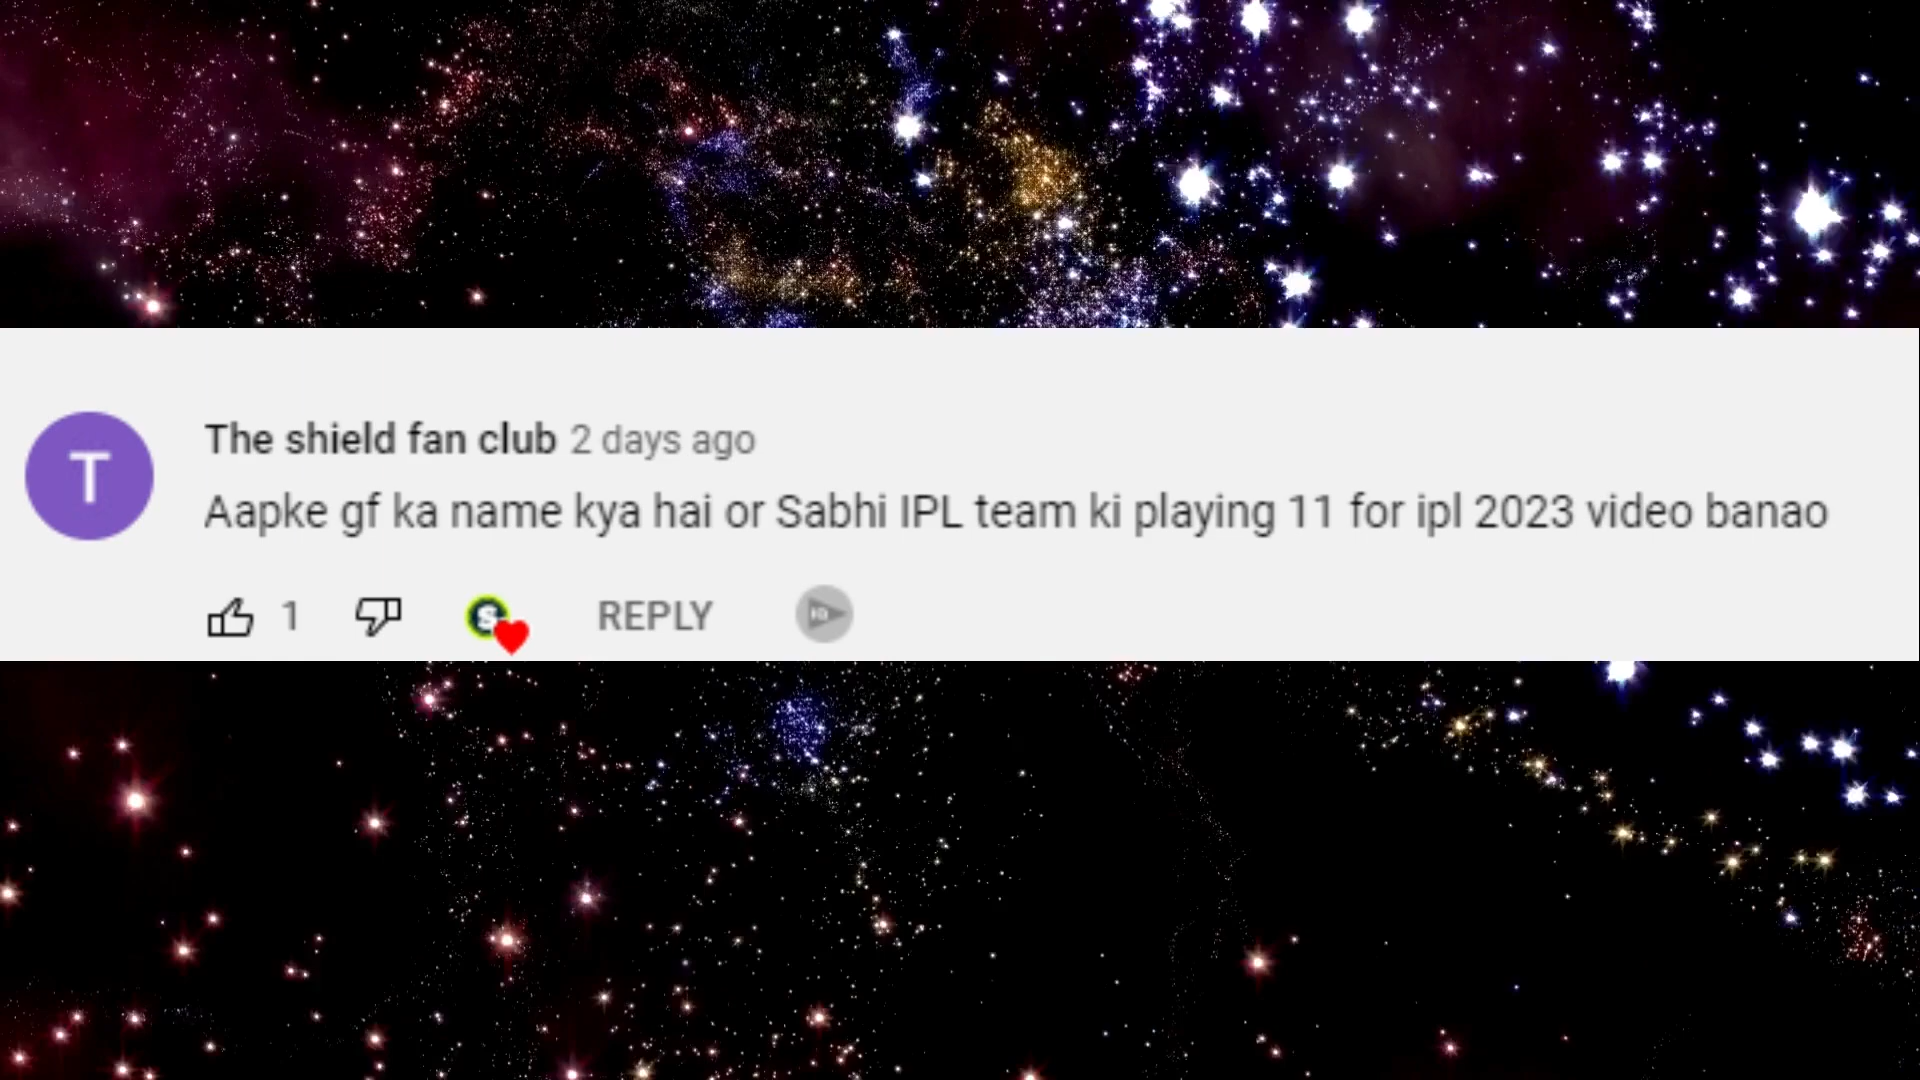 T
The shield fan club 2 days ago
Aapke gf ka name kya hai or Sabhi IPL team ki playing 11 for ipl 2023 video banao
1
S
REPLY